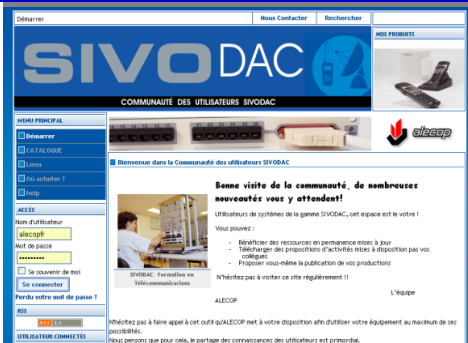 Démarrer
Nous Contacter
Rechercher
SIVODAC
COMMUNAUTÉ DES UTILISATEURS SIVODAC
NOS PRODUITS
MENU PRINCIPAL
Démarrer
CATALOGUE
Liens
Où acheter ?
help
alecop
Bienvenue dans la Communauté des utilisateurs SIVODAC
Bonne visite de la communauté, de nombreuses
nouveautés vous y attendent!
Utilisateurs de systèmes de la gamme SIVODAC, cet espace est le votre !
Vous pouvez :
- Bénéficier des ressources en permanence mises à jour
- Télécharger des propositions d'activités mises à disposition pas vos
collègues
- Proposer vous-même la publication de vos productions
SIVODAC: Formation en
Télécommunications
N'hésitez pas à visiter ce site régulièrement !!
L'équipe
ALECOP
ACCÉS
Nom d'utilisateur
alecopfr
Mot de passe
Se souvenir de moi
Se connecter
Perdu votre mot de passe ?
RSS
UTILISATEUR CONNECTÉS
N'hésitez pas à faire appel à cet outil qu'ALECOP met à votre disposition afin d'utiliser votre équipement au maximum de ses
possibilités.
Nous pensons que pour cela, le partage des connaissances des utilisateurs est primordial.